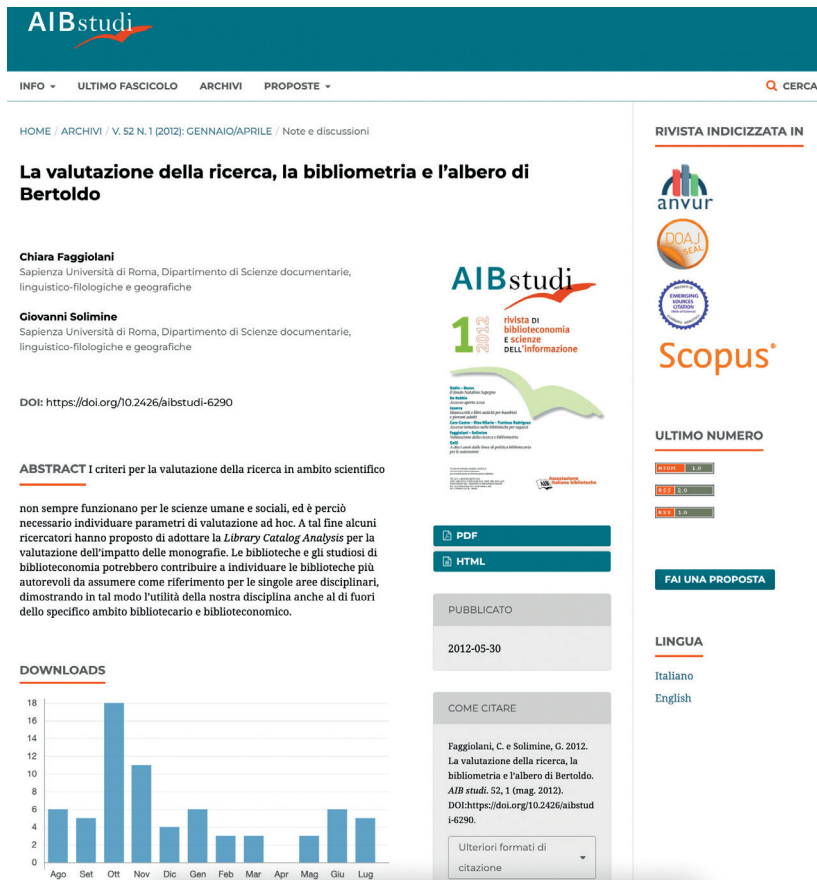 AIBstudi
INFO
ULTIMO FASCICOLO
ARCHIVI
PROPOSTE
CERCA
HOME / ARCHIVI / V. 52 N. 1 (2012): GENNAIO/APRILE / Note e discussioni
La valutazione della ricerca, la bibliometria e l’albero di
Bertoldo
Chiara Faggiolani
Sapienza Università di Roma, Dipartimento di Scienze documentarie,
linguistico-filologiche e geografiche
Giovanni Solimine
Sapienza Università di Roma, Dipartimento di Scienze documentarie,
linguistico-filologiche e geografiche
DOI: https://doi.org/10.2426/aibstudi-6290
ABSTRACT I criteri per la valutazione della ricerca in ambito scientifico
non sempre funzionano per le scienze umane e sociali, ed è perciò
necessario individuare parametri di valutazione ad hoc. A tal fine alcuni
ricercatori hanno proposto di adottare la Library Catalog Analysis per la
valutazione dell’impatto delle monografie. Le biblioteche e gli studiosi di
biblioteconomia potrebbero contribuire a individuare le biblioteche più
autorevoli da assumere come riferimento per le singole aree disciplinari,
dimostrando in tal modo l’utilità della nostra disciplina anche al di fuori
dello specifico ambito bibliotecario e biblioteconomico.
DOWNLOADS
18
16
14
12
10
8
6
4
2
0
Ago Set Ott Nov Dic Gen Feb Mar Apr Mag Giu Lug
AIBstudi
1 2012
rivista DI
biblioteconomia
E scienze
DELL’informazione
Associazione
italiana biblioteche
PDF
HTML
PUBBLICATO
2012-05-30
COME CITARE
Faggiolani, C. e Solimine, G. 2012.
La valutazione della ricerca, la
bibliometria e l’albero di Bertoldo.
AIB studi. 52, 1 (mag. 2012).
DOI:https://doi.org/10.2426/aibstud
i-6290.
Ulteriori formati di
citazione
RIVISTA INDICIZZATA IN
anvur
DOAJ
SEAL
EMERGING
SOURCES
CITATION
Scopus®
ULTIMO NUMERO
ATOM 1.0
RSS 2.0
RSS 1.0
FAI UNA PROPOSTA
LINGUA
Italiano
English